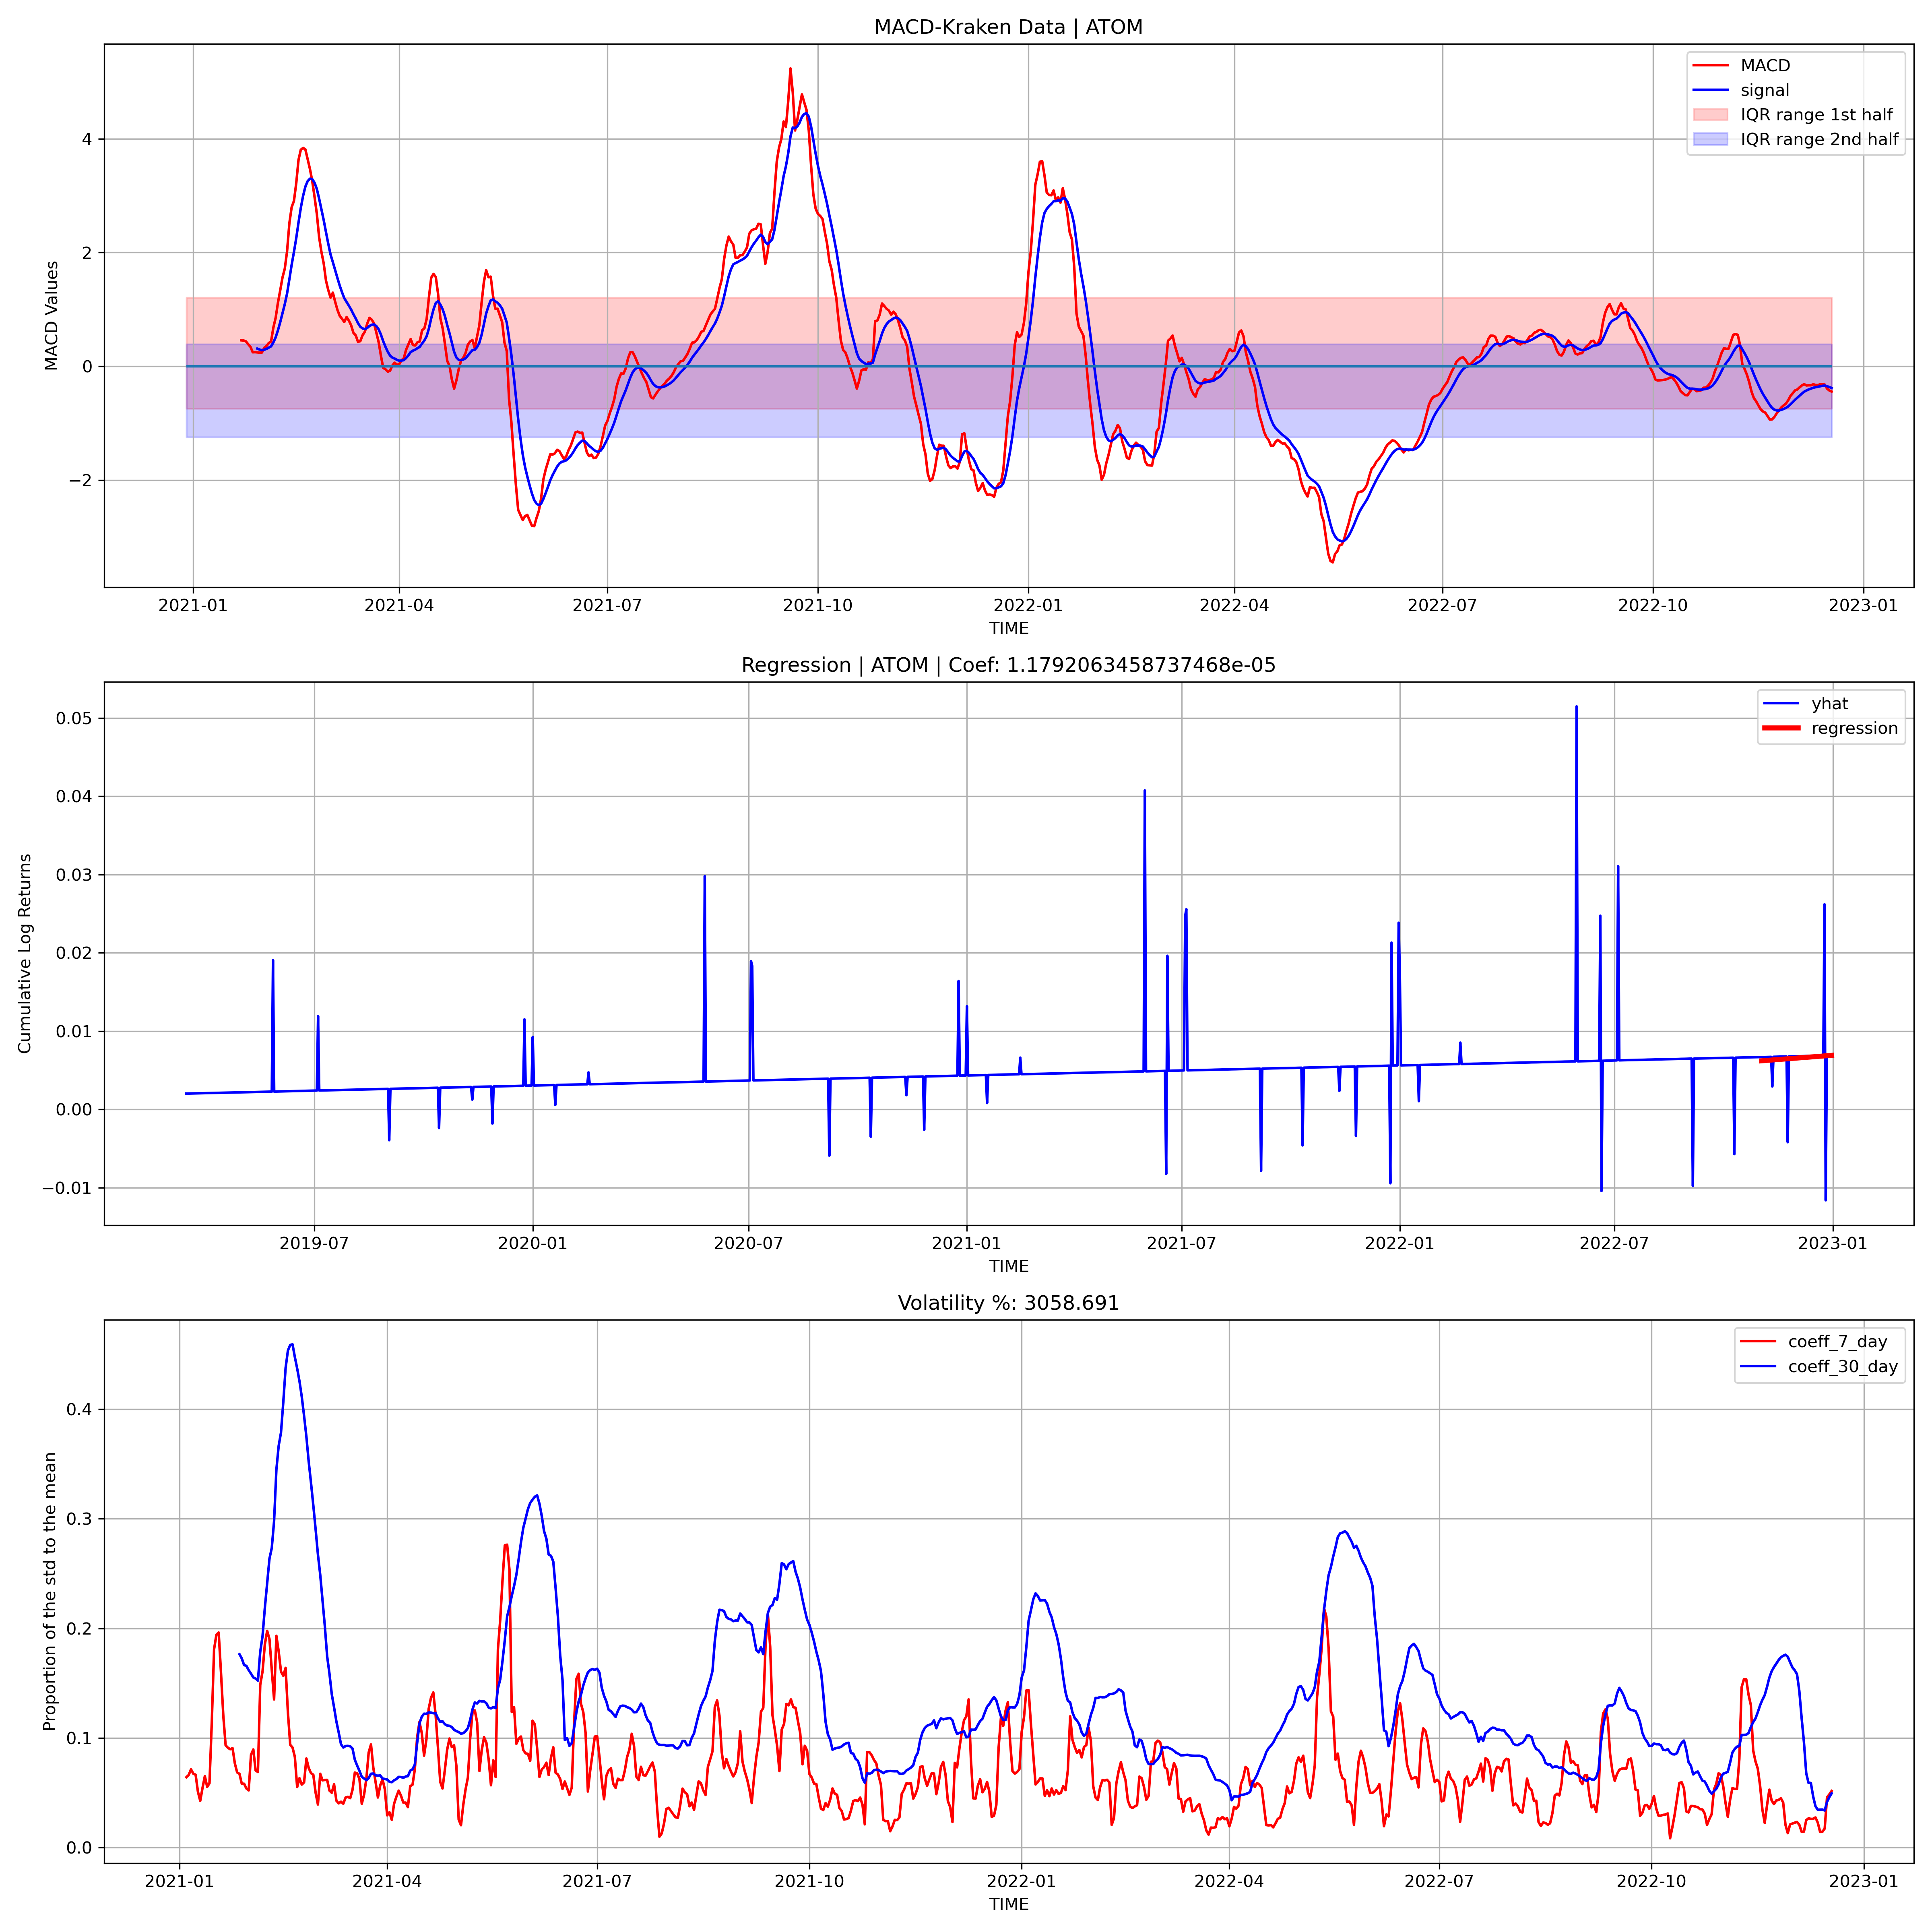 MACD-Kraken Data | ATOM
MACD
signal
IQR range 1st half
IQR range 2nd half
MACD Values
4
2
0
−2
2021-01 2021-04 2021-07 2021-10 2022-01 2022-04 2022-07 2022-10 2023-01
TIME
Regression | ATOM | Coef: 1.1792063458737468e-05
yhat
regression
Cumulative Log Returns
0.05
0.04
0.03
0.02
0.01
0.00
−0.01
2019-07 2020-01 2020-07 2021-01 2021-07 2022-01 2022-07 2023-01
TIME
Volatility %: 3058.691
coeff_7_day
coeff_30_day
Proportion of the std to the mean
0.4
0.3
0.2
0.1
0.0
2021-01 2021-04 2021-07 2021-10 2022-01 2022-04 2022-07 2022-10 2023-01
TIME